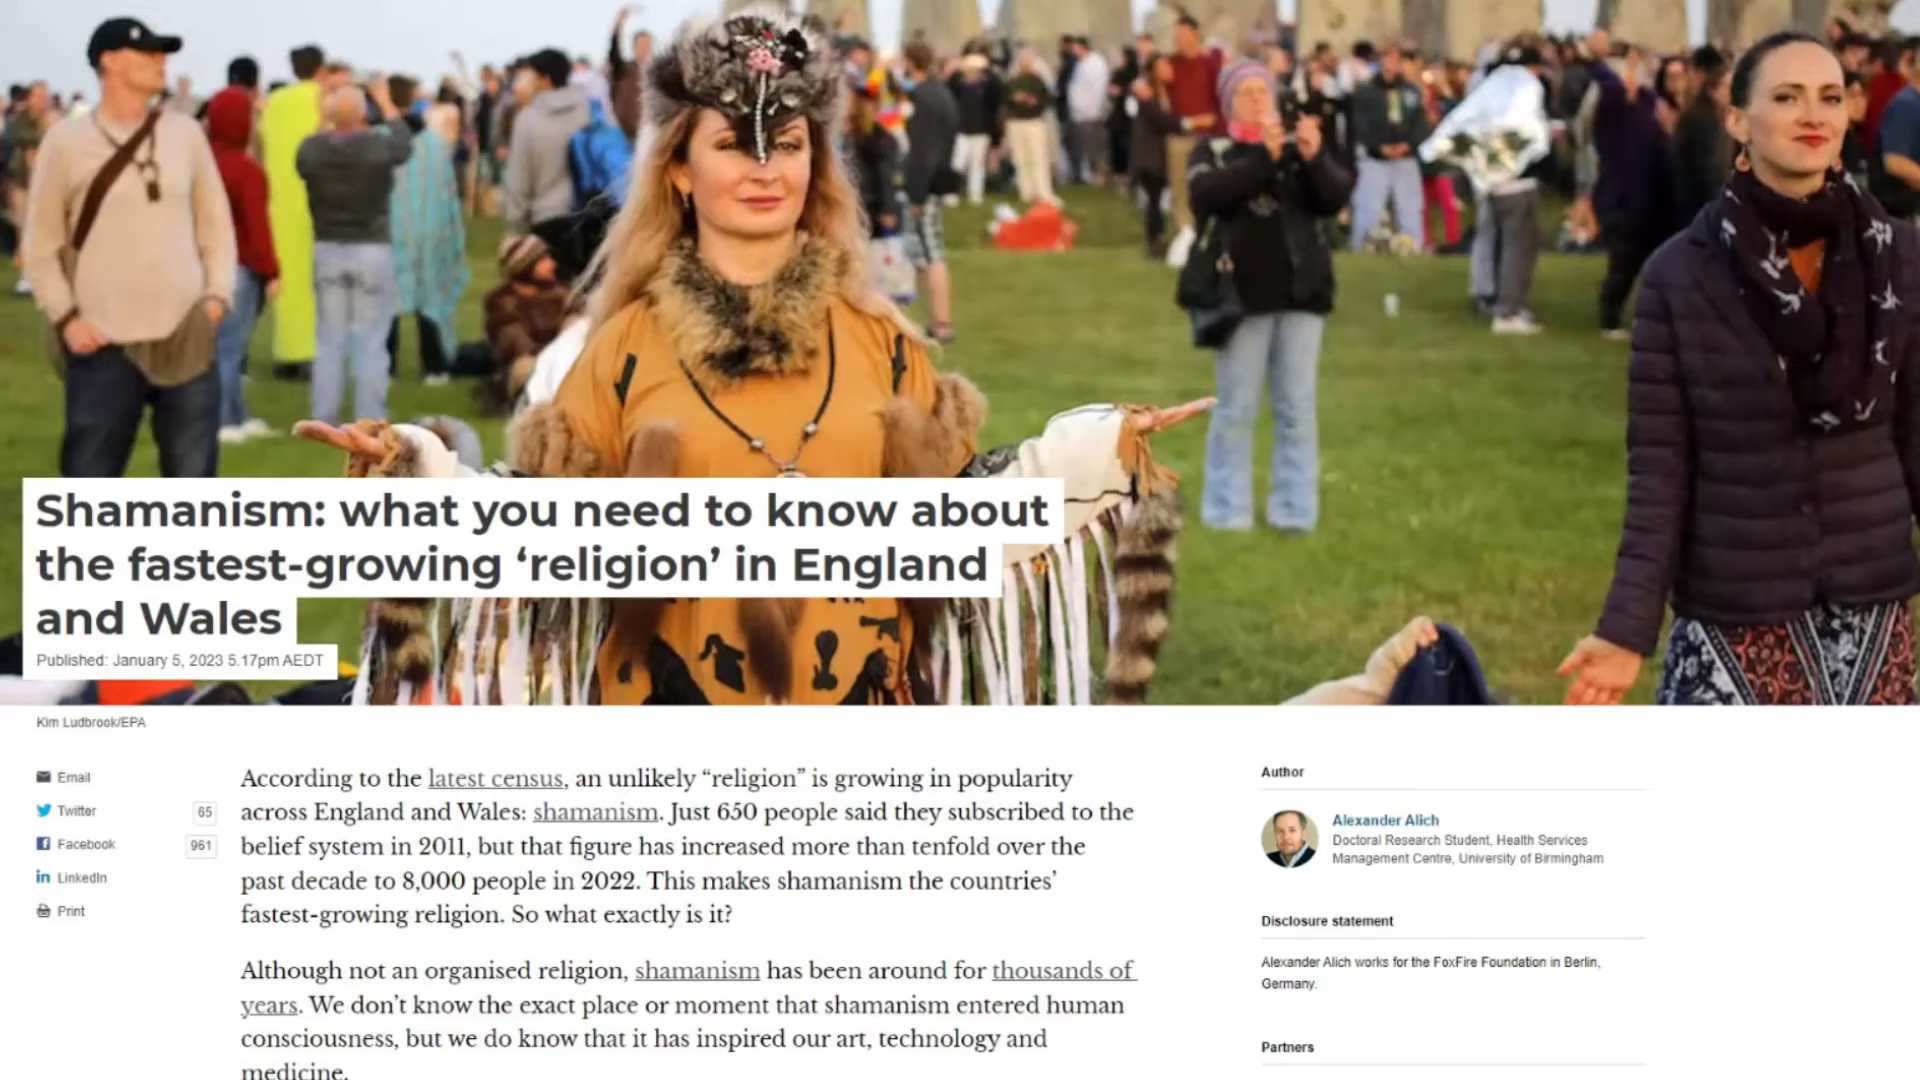 Shamanism: what you need to know about
the fastest-growing ‘religion’ in England
and Wales
Published: January 5, 2023 5.17pm AEDT
Kim Ludbrook/EPA
Email
Twitter 65
Facebook 961
LinkedIn
Print
According to the latest census, an unlikely “religion” is growing in popularity
across England and Wales: shamanism. Just 650 people said they subscribed to the
belief system in 2011, but that figure has increased more than tenfold over the
past decade to 8,000 people in 2022. This makes shamanism the countries’
fastest-growing religion. So what exactly is it?
Although not an organised religion, shamanism has been around for thousands of
years. We don’t know the exact place or moment that shamanism entered human
consciousness, but we do know that it has inspired our art, technology and
medicine.
Author
Alexander Alich
Doctoral Research Student, Health Services
Management Centre, University of Birmingham
Disclosure statement
Alexander Alich works for the FoxFire Foundation in Berlin,
Germany.
Partners